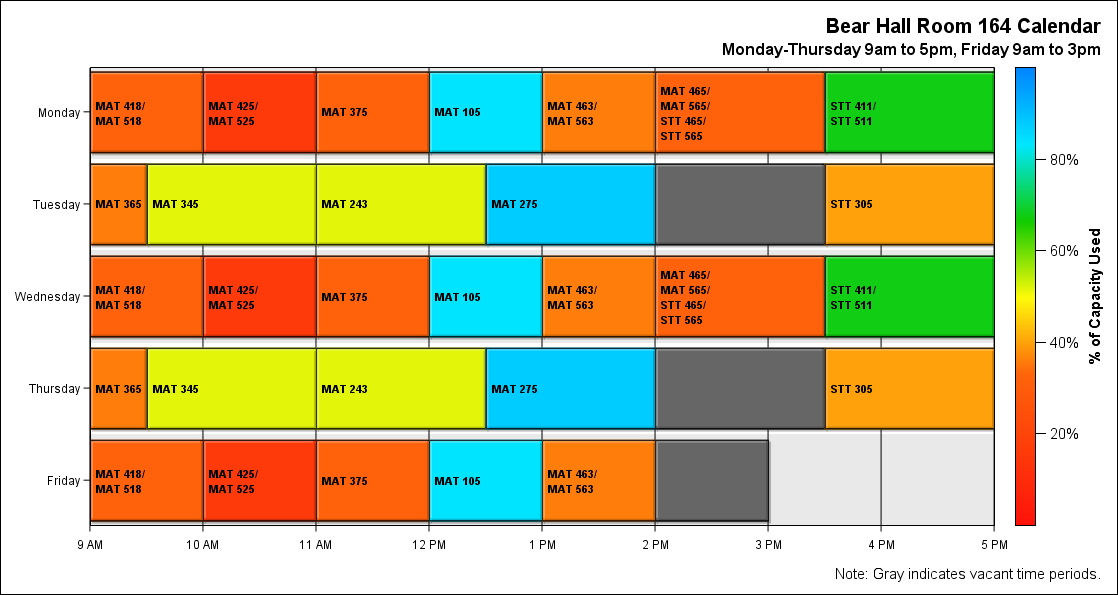 Bear Hall Room 164 Calendar
Monday-Thursday 9am to 5pm, Friday 9am to 3pm
Monday
MAT 418/
MAT 518
MAT 425/
MAT 525
MAT 375
MAT 105
MAT 463/
MAT 563
MAT 465/
MAT 565/
STT 465/
STT 565
STT 411/
STT 511
Tuesday
MAT 365
MAT 345
MAT 243
MAT 275
STT 305
Wednesday
MAT 418/
MAT 518
MAT 425/
MAT 525
MAT 375
MAT 105
MAT 463/
MAT 563
MAT 465/
MAT 565/
STT 465/
STT 565
STT 411/
STT 511
Thursday
MAT 365
MAT 345
MAT 243
MAT 275
STT 305
Friday
MAT 418/
MAT 518
MAT 425/
MAT 525
MAT 375
MAT 105
MAT 463/
MAT 563
9 AM
10 AM
11 AM
12 PM
1 PM
2 PM
3 PM
4 PM
5 PM
80%
60%
40%
20%
% of Capacity Used
Note: Gray indicates vacant time periods.